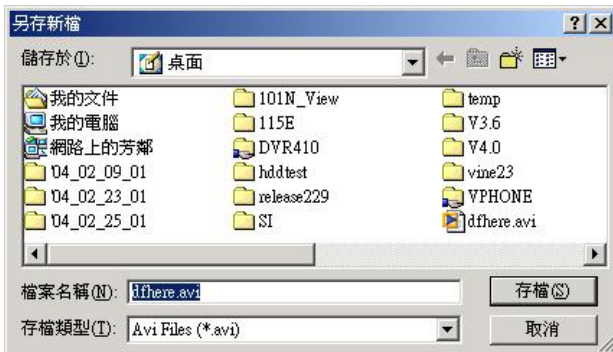 另存新檔
儲存於(I):
桌面
我的文件
我的電腦
網路上的芳鄰
'04_02_09_01
'04_02_23_01
'04_02_25_01
101N_View
115E
DVR410
hddtest
release229
SI
temp
V3.6
V4.0
vine23
VPHONE
dfhere.avi
檔案名稱(N):
dfhere.avi
存檔(S)
存檔類型(T):
Avi Files (*.avi)
取消